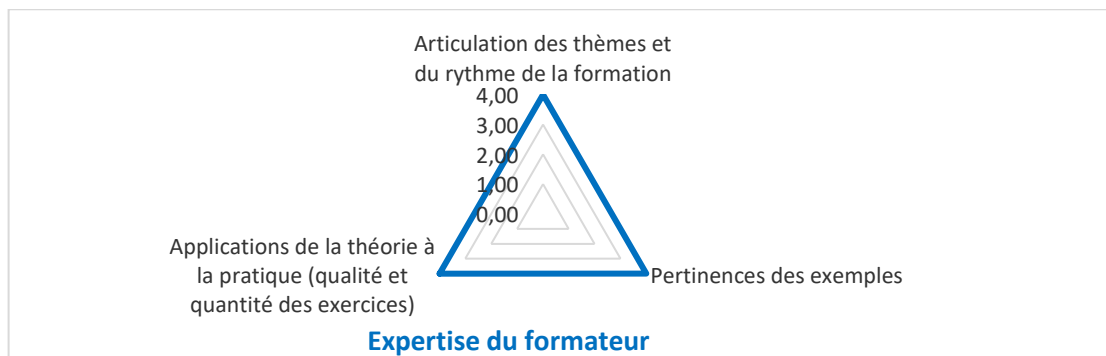 Articulation des thèmes et
du rythme de la formation
4,00
3,00
2,00
1,00
0,00
Applications de la théorie à
la pratique (qualité et
quantité des exercices)
Pertinences des exemples
Expertise du formateur